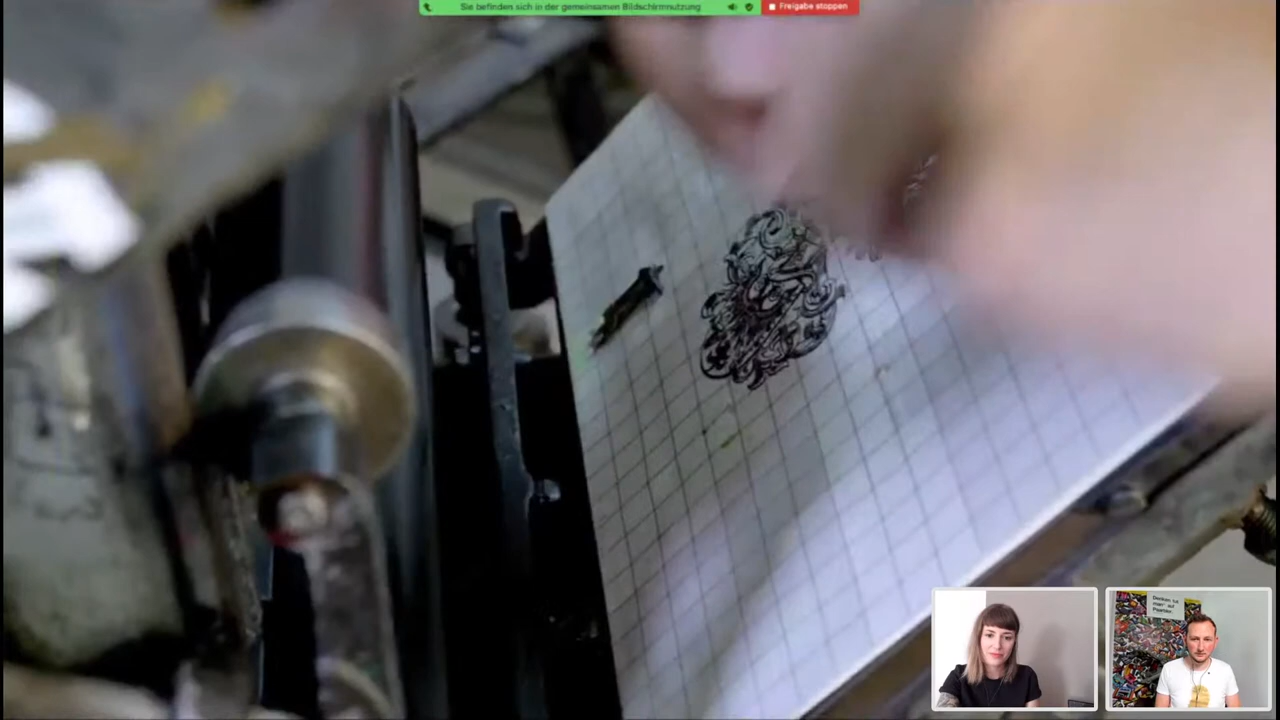 Sie befinden sich in der gemeinsamen Bildschirmnutzung
Freigabe stoppen